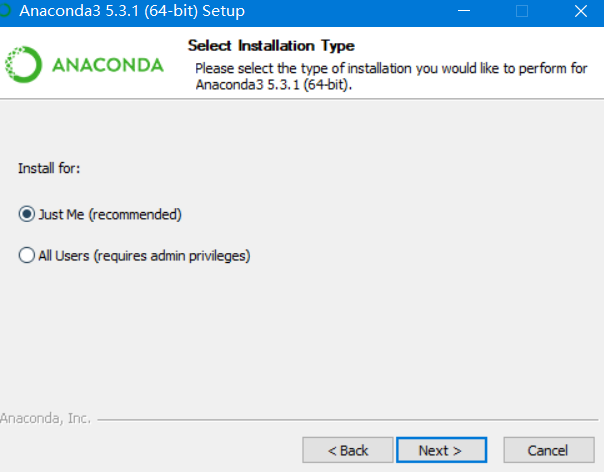 Anaconda3 5.3.1 (64-bit) Setup
ANACONDA
Select Installation Type
Please select the type of installation you would like to perform for
Anaconda3 5.3.1 (64-bit).
Install for:
Just Me (recommended)
All Users (requires admin privileges)
Anaconda, Inc.
< Back
Next >
Cancel